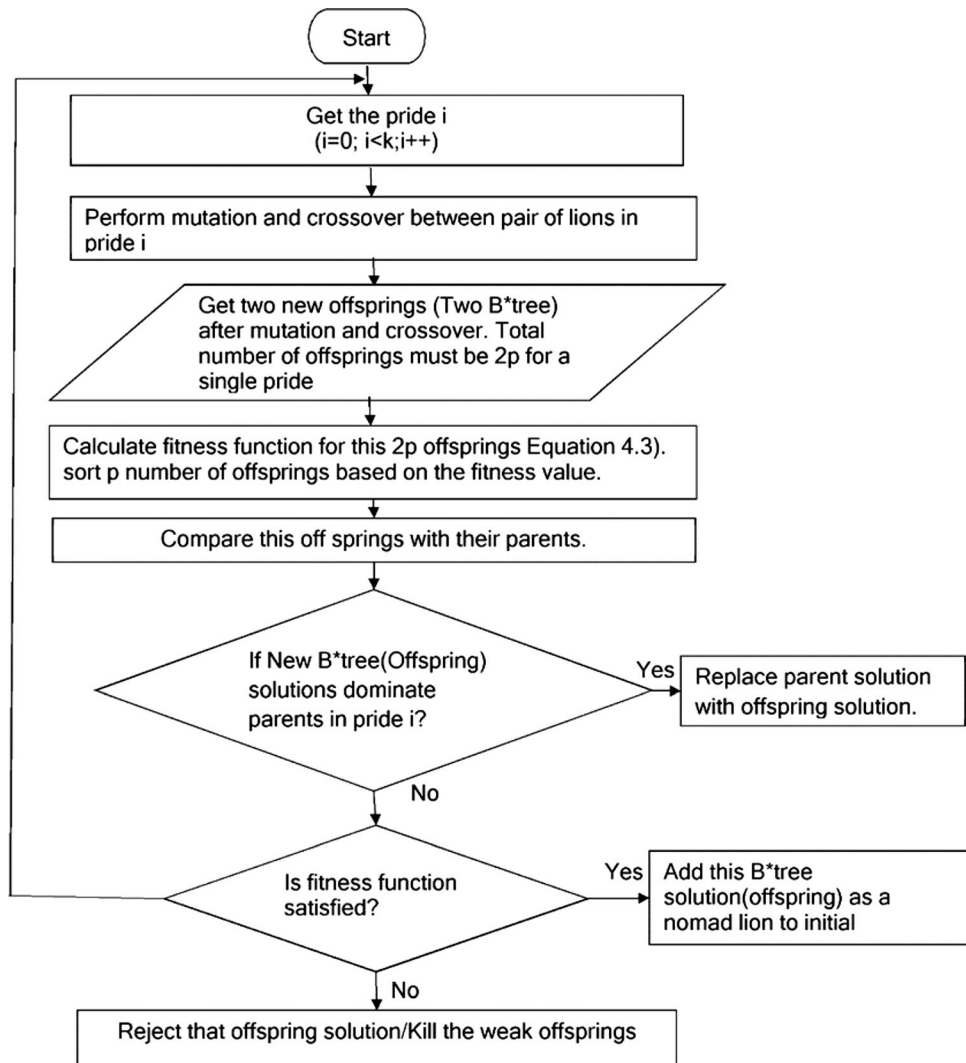 Start
Get the pride i
(i=0; i<k;i++)
Perform mutation and crossover between pair of lions in
pride i
Get two new offsprings (Two B*tree)
after mutation and crossover. Total
number of offsprings must be 2p for a
single pride
Calculate fitness function for this 2p offsprings Equation 4.3).
sort p number of offsprings based on the fitness value.
Compare this off springs with their parents.
If New B*tree(Offspring)
solutions dominate
parents in pride i?
Yes
Replace parent solution
with offspring solution.
No
Is fitness function
satisfied?
Yes
Add this B*tree
solution(offspring) as a
nomad lion to initial
No
Reject that offspring solution/Kill the weak offsprings